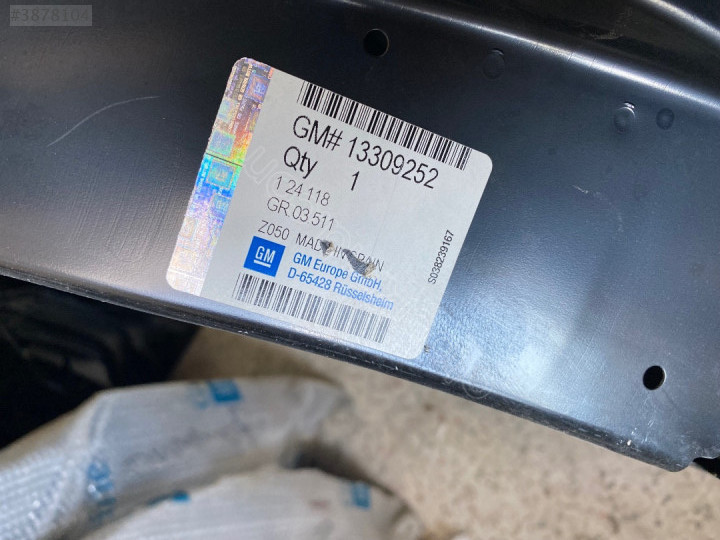 #3878104
GM# 13309252
Qty 1
1 24 118
GR.03.511
Z050 MADE IN SPAIN
GM
GM Europe GmbH,
D-65428 Rüsselsheim
S038239167